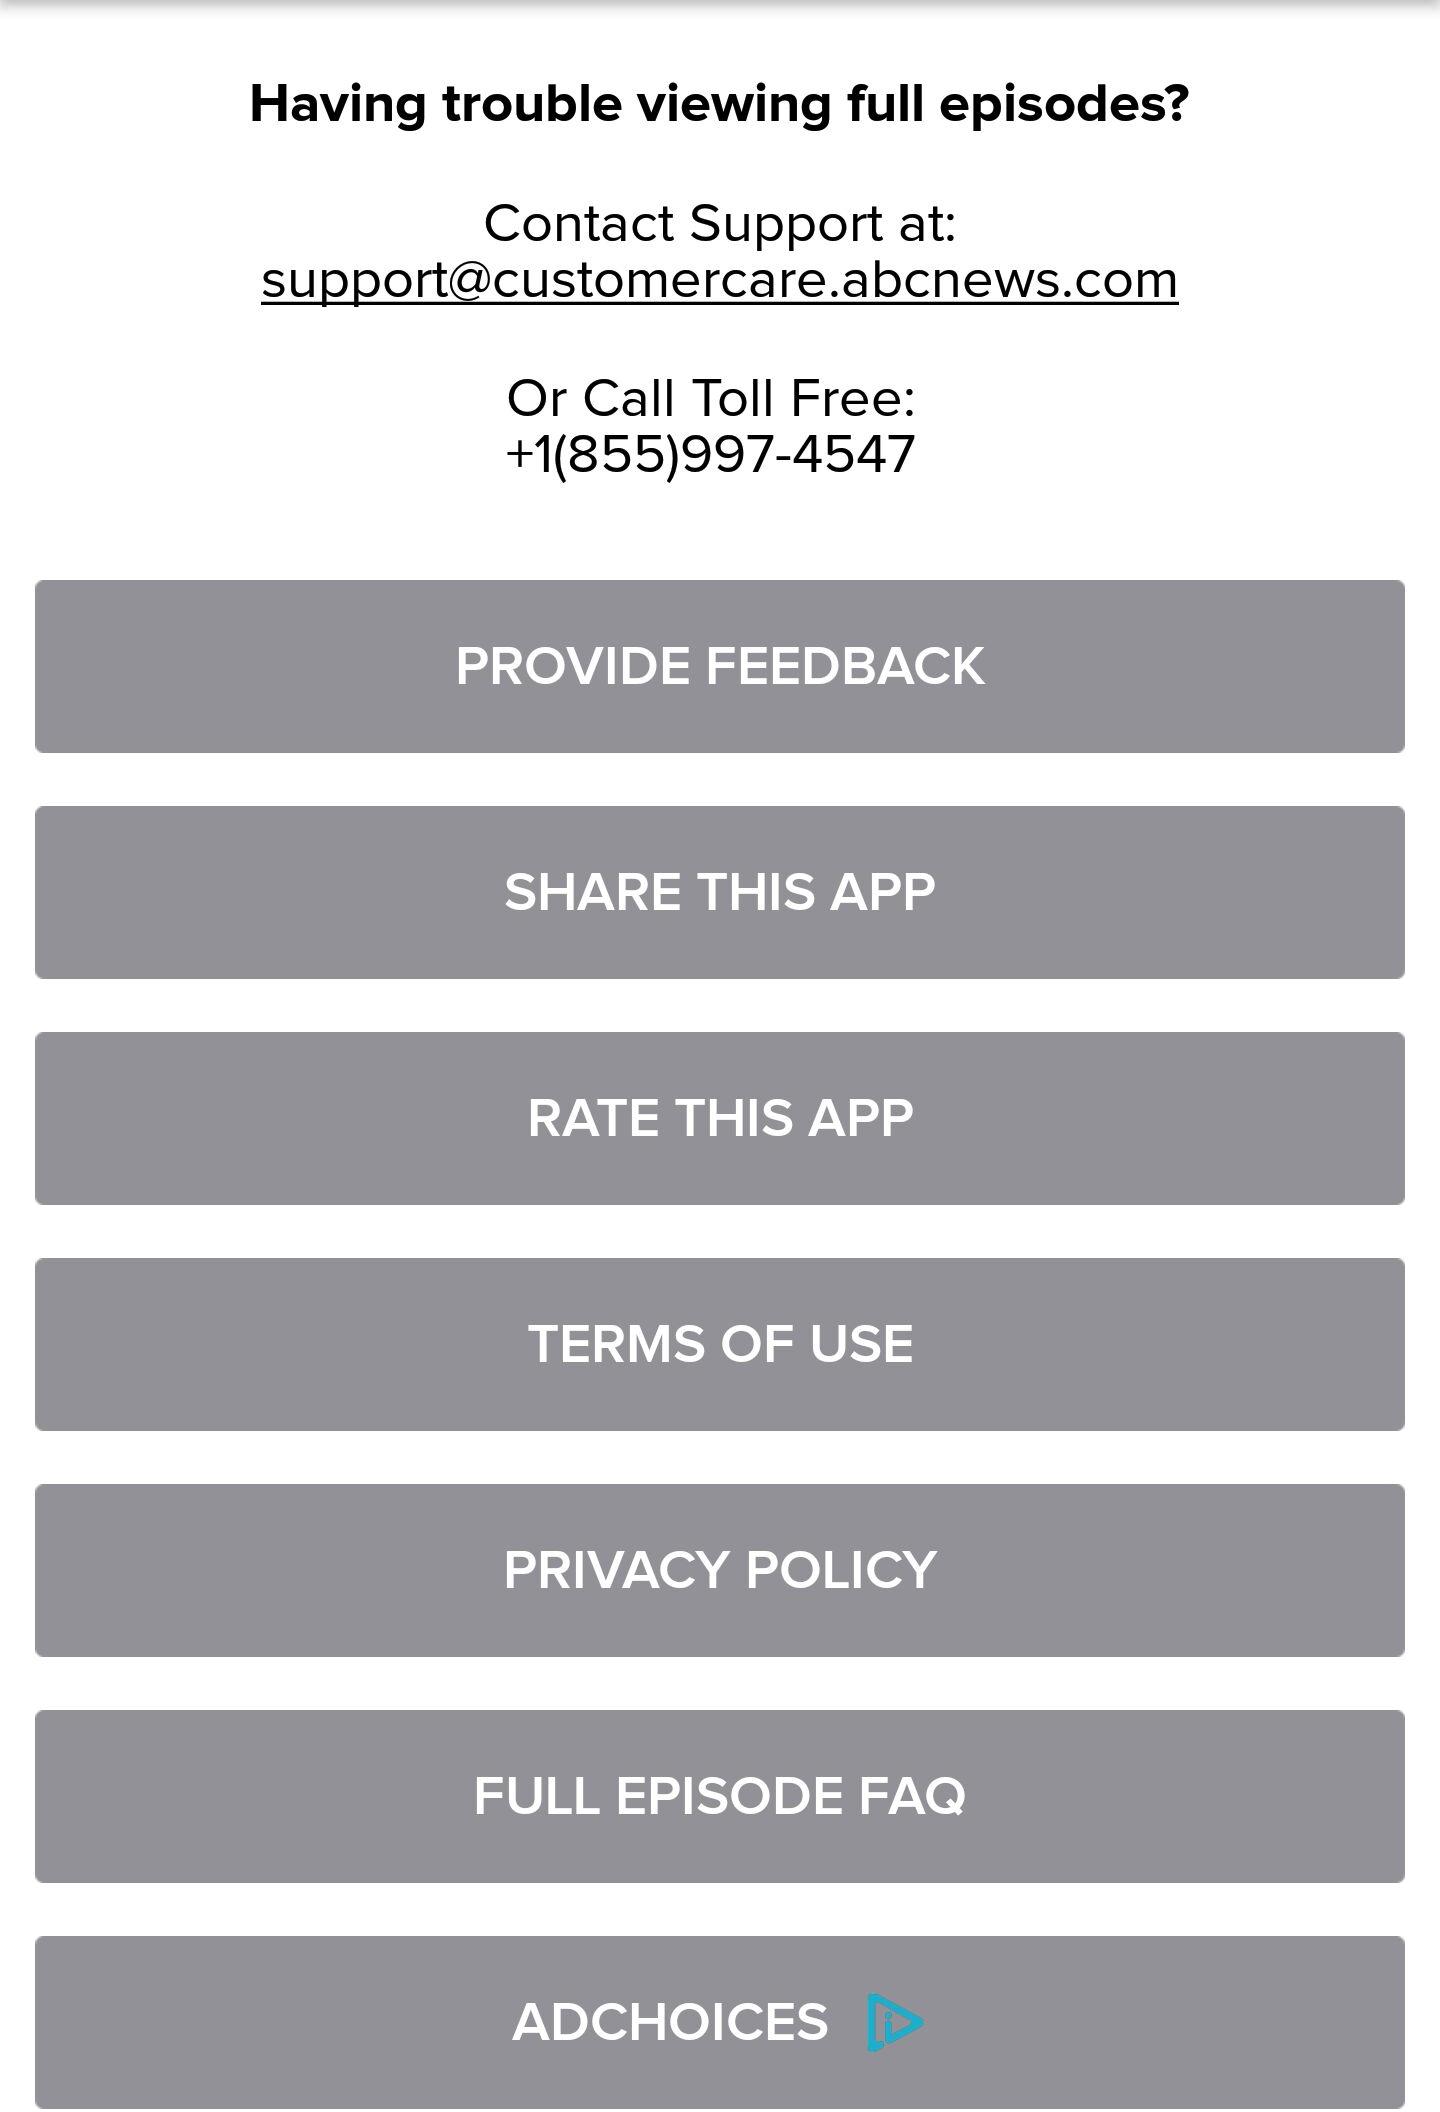 Having trouble viewing full episodes?
Contact Support at:
support@customercare.abcnews.com
Or Call Toll Free:
+1(855)997-4547
PROVIDE FEEDBACK
SHARE THIS APP
RATE THIS APP
TERMS OF USE
PRIVACY POLICY
FULL EPISODE FAQ
ADCHOICES